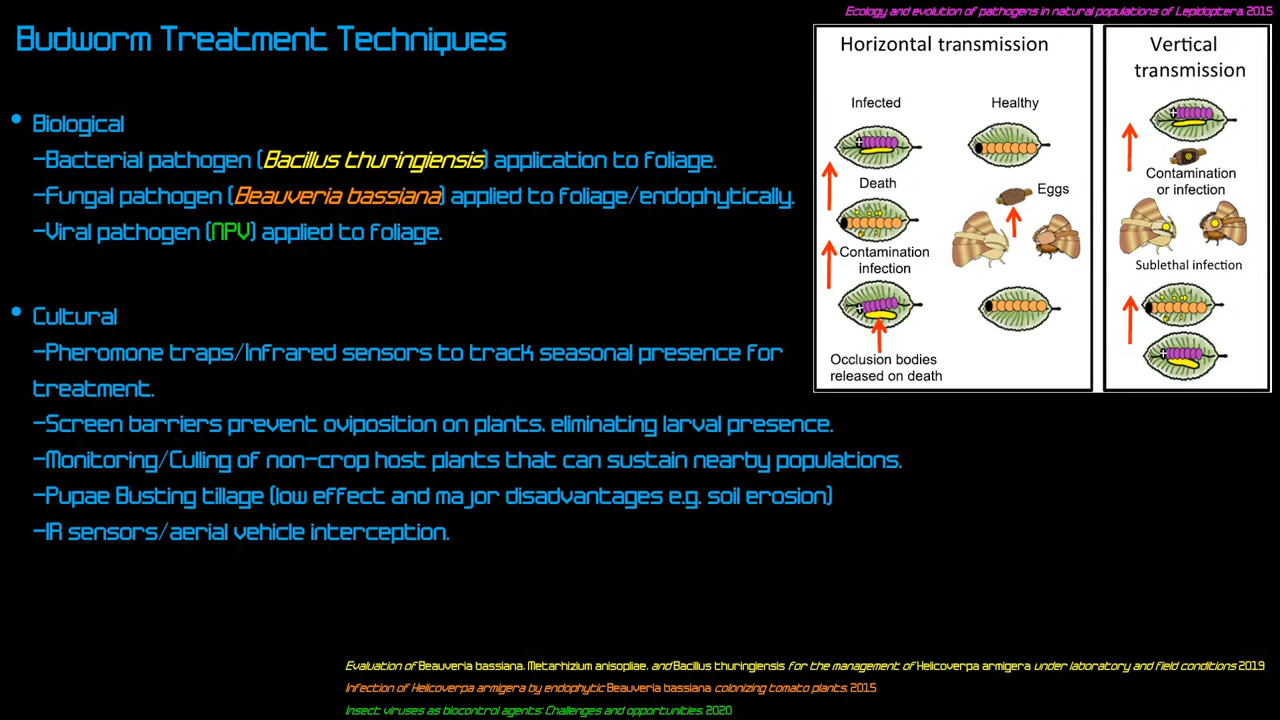 Ecology and evolution of pathogens in natural populations of Lepidoptera. 2015
Budworm Treatment Techniques
• Biological
-Bacterial pathogen (Bacillus thuringiensis) application to foliage.
-Fungal pathogen (Beauveria bassiana) applied to foliage/endophytically.
-Viral pathogen (NPV) applied to foliage.
• Cultural
-Pheromone traps/Infrared sensors to track seasonal presence for
treatment.
-Screen barriers prevent oviposition on plants, eliminating larval presence.
-Monitoring/Culling of non-crop host plants that can sustain nearby populations.
-Pupae Busting tillage (low effect and major disadvantages e.g. soil erosion)
-IR sensors/aerial vehicle interception.
Horizontal transmission
Infected
Healthy
Death
Eggs
Contamination
Infection
Occlusion bodies
released on death
Vertical
transmission
Contamination
or infection
Sublethal infection
Evaluation of Beauveria bassiana, Metarhizium anisopliae, and Bacillus thuringiensis for the management of Helicoverpa armigera under laboratory and field conditions 2019
Infection of Helicoverpa armigera by endophytic Beauveria bassiana colonizing tomato plants. 2015
Insect viruses as biocontrol agents: Challenges and opportunities. 2020